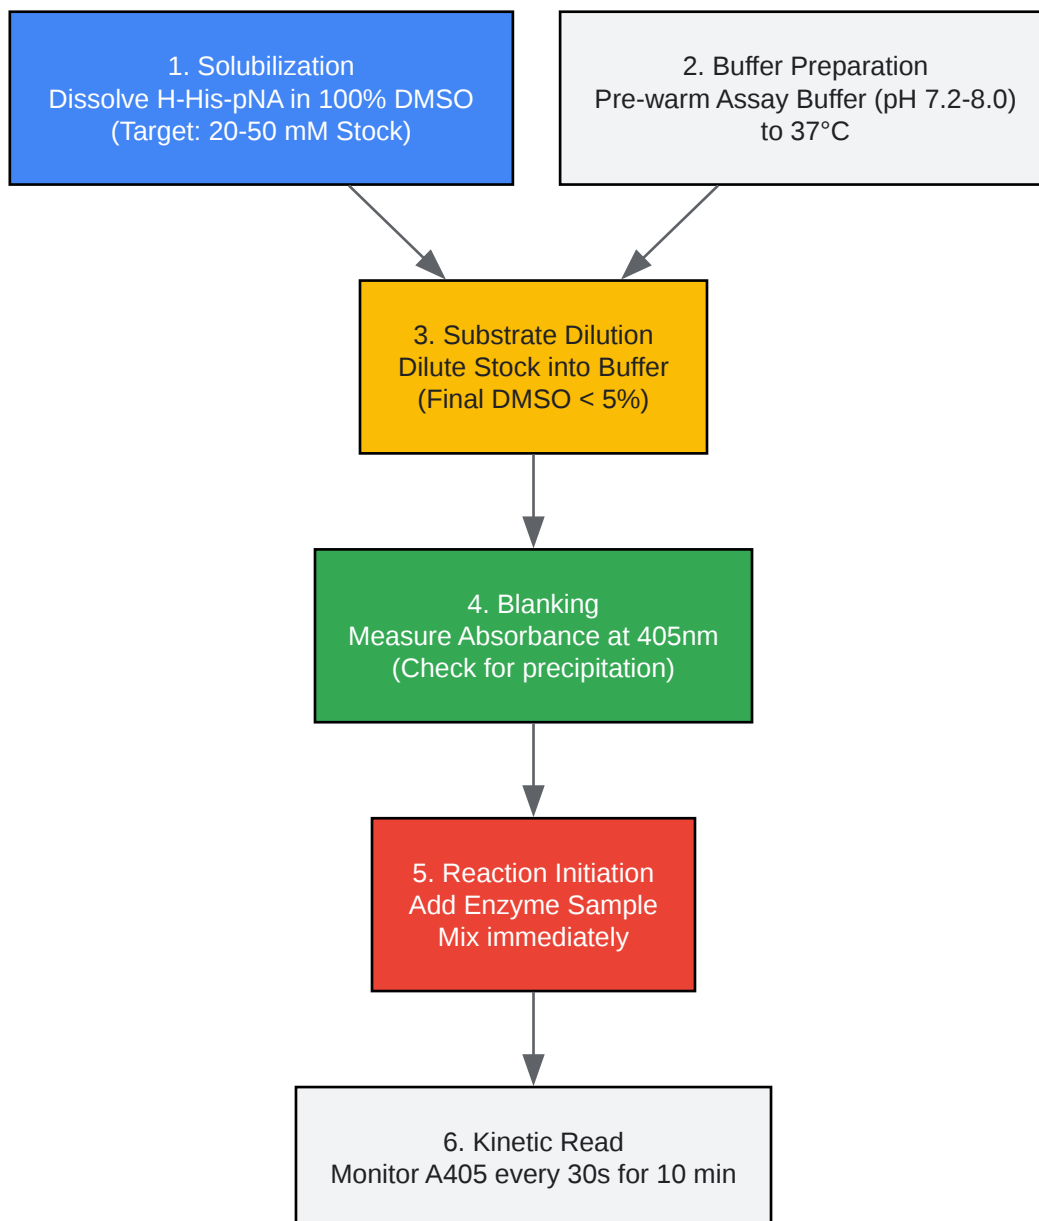 1. Solubilization
Dissolve H-His-pNA in 100% DMSO
(Target: 20-50 mM Stock)
2. Buffer Preparation
Pre-warm Assay Buffer (pH 7.2-8.0)
to 37°C
3. Substrate Dilution
Dilute Stock into Buffer
(Final DMSO < 5%)
4. Blanking
Measure Absorbance at 405nm
(Check for precipitation)
5. Reaction Initiation
Add Enzyme Sample
Mix immediately
6. Kinetic Read
Monitor A405 every 30s for 10 min